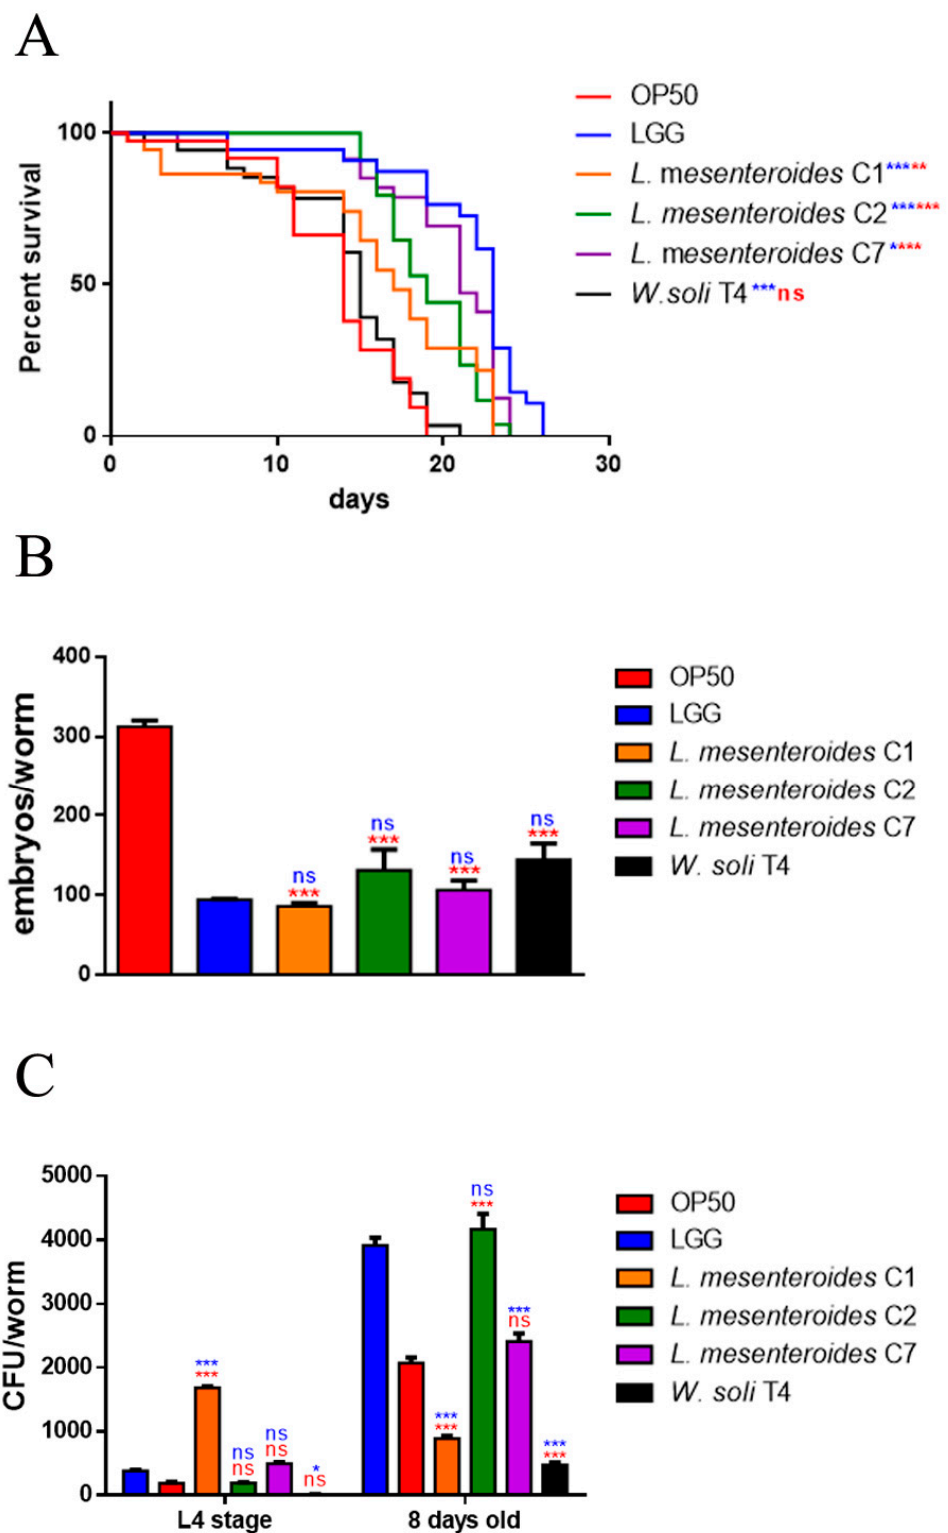 A
OP50
LGG
L. mesenteroides C1*****
L. mesenteroides C2******
L. mesenteroides C7****
W.soli T4***ns
Percent survival
100
50
0
0 10 20 30
days
B
400
300
200
100
0
embryos/worm
ns
***
ns
***
ns
***
ns
***
OP50
LGG
L. mesenteroides C1
L. mesenteroides C2
L. mesenteroides C7
W. soli T4
C
5000
4000
3000
2000
1000
0
CFU/worm
***
***
ns
ns
ns
ns
*
ns
***
***
ns
***
***
ns
***
***
L4 stage 8 days old
OP50
LGG
L. mesenteroides C1
L. mesenteroides C2
L. mesenteroides C7
W. soli T4